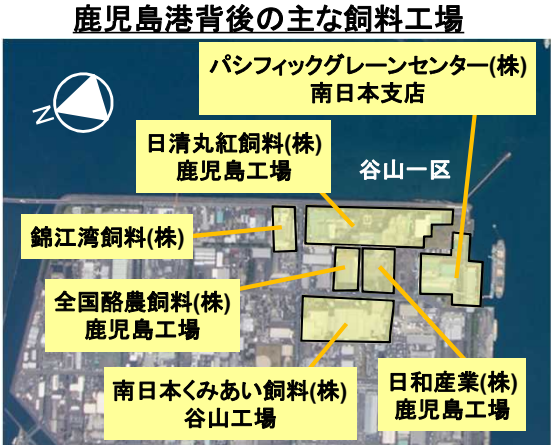 鹿児島港背後の主な飼料工場
パシフィックグレーンセンター(株)
南日本支店
日清丸紅飼料(株)
鹿児島工場
谷山一区
N
錦江湾飼料(株)
全国酪農飼料(株)
鹿児島工場
南日本くみあい飼料(株)
谷山工場
日和産業(株)
鹿児島工場